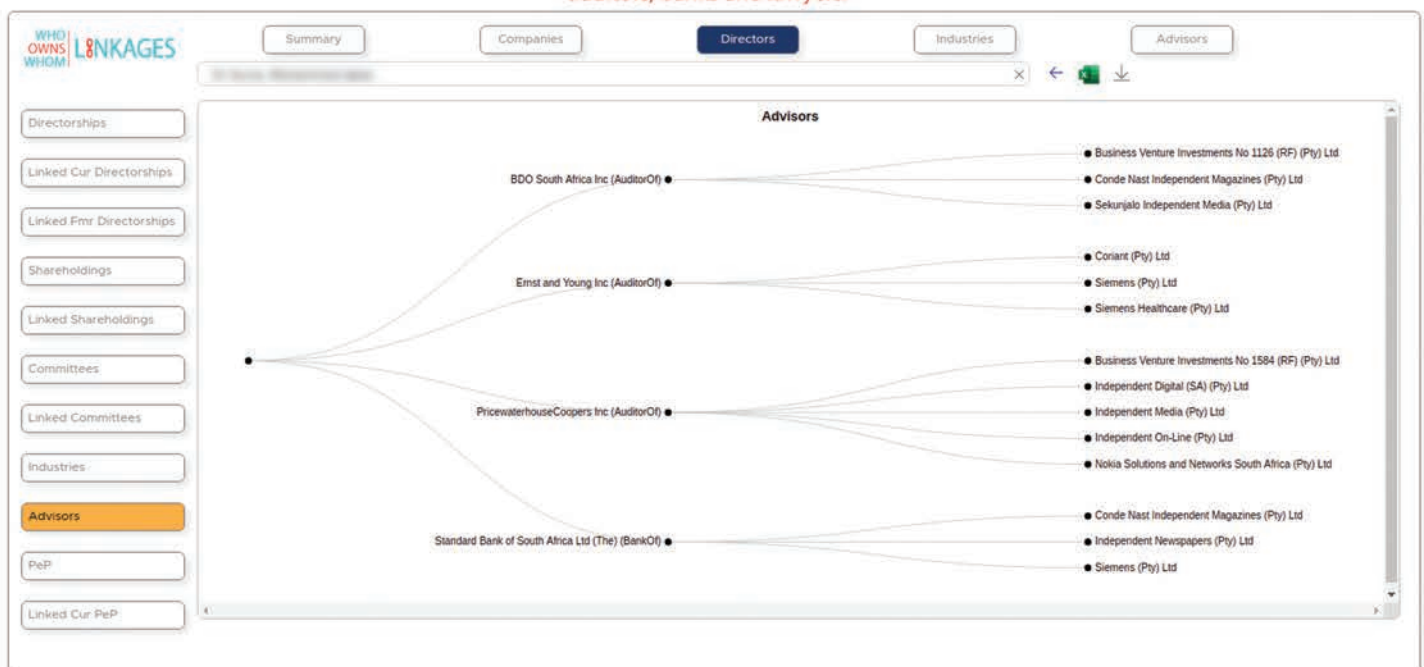 WHO
OWNS
WHOM
LINKAGES
Summary
Companies
Directors
Industries
Advisors
Directorships
Linked Cur Directorships
Linked Fmr Directorships
Shareholdings
Linked Shareholdings
Committees
Linked Committees
Industries
Advisors
PeP
Linked Cur PeP
Advisors
BDO South Africa Inc (AuditorOf)
Business Venture Investments No 1126 (RF) (Pty) Ltd
Conde Nast Independent Magazines (Pty) Ltd
Sekunjalo Independent Media (Pty) Ltd
Ernst and Young Inc (AuditorOf)
Coriant (Pty) Ltd
Siemens (Pty) Ltd
Siemens Healthcare (Pty) Ltd
PricewaterhouseCoopers Inc (AuditorOf)
Business Venture Investments No 1584 (RF) (Pty) Ltd
Independent Digital (SA) (Pty) Ltd
Independent Media (Pty) Ltd
Independent On-Line (Pty) Ltd
Nokia Solutions and Networks South Africa (Pty) Ltd
Standard Bank of South Africa Ltd (The) (BankOf)
Conde Nast Independent Magazines (Pty) Ltd
Independent Newspapers (Pty) Ltd
Siemens (Pty) Ltd